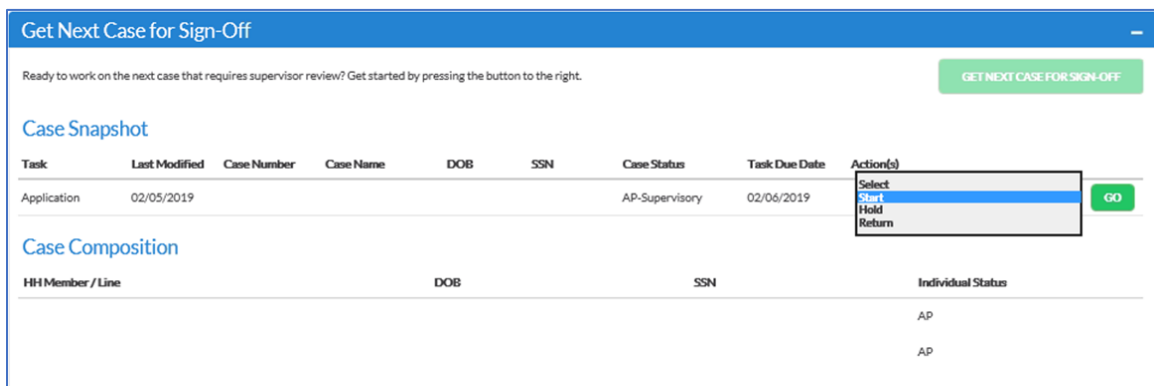 Get Next Case for Sign-Off
Ready to work on the next case that requires supervisor review? Get started by pressing the button to the right.
GET NEXT CASE FOR SIGN-OFF
Case Snapshot
Task Last Modified Case Number Case Name DOB SSN Case Status Task Due Date Action(s)
Application 02/05/2019 AP-Supervisory 02/06/2019
Select
Start
Hold
Return
GO
Case Composition
HH Member / Line DOB SSN Individual Status
AP
AP